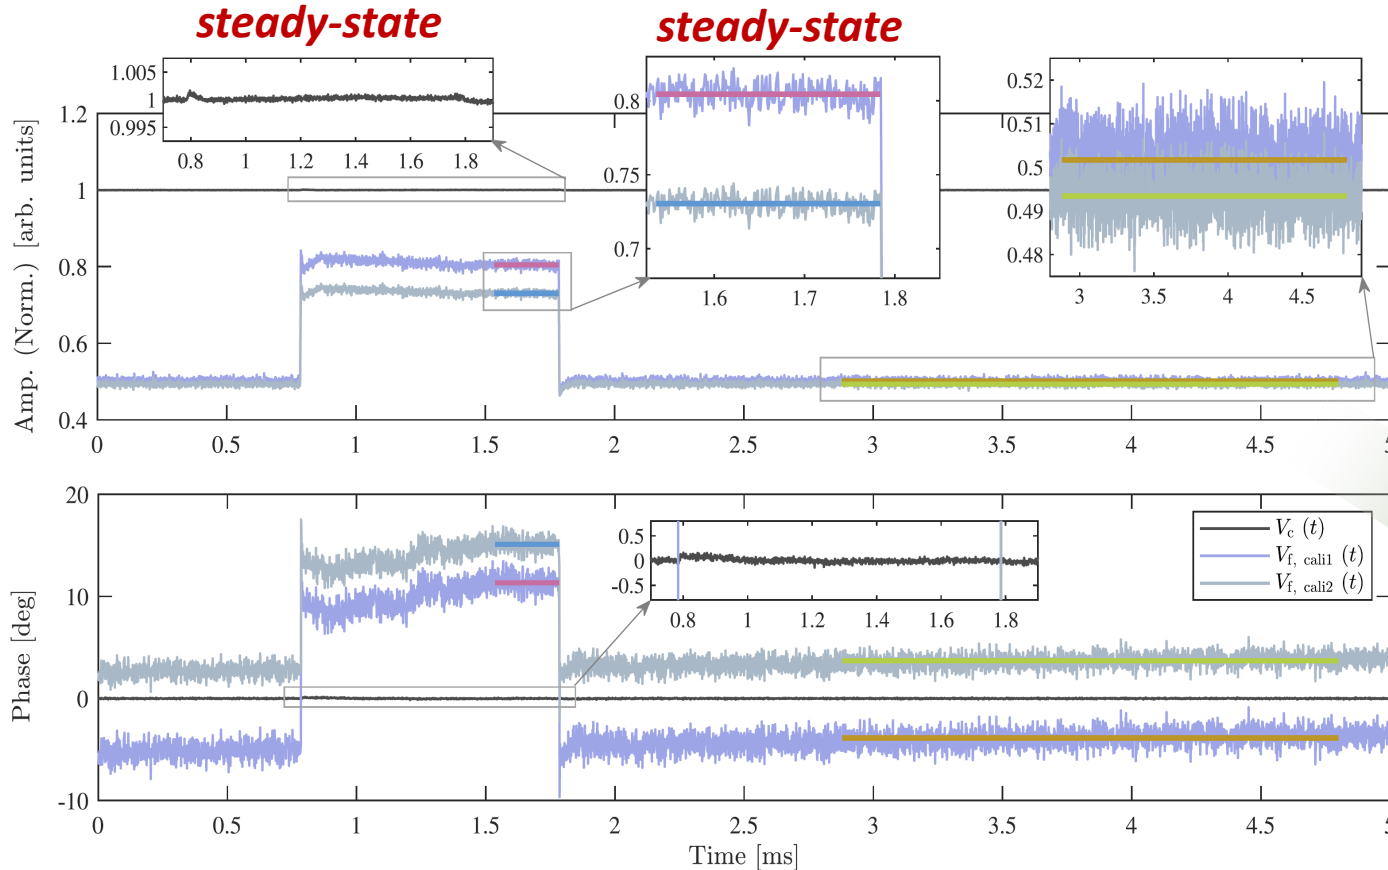 steady-state
steady-state
Amp. (Norm.) [arb. units]
1.2
1
0.8
0.6
0.4
0 0.5 1 1.5 2 2.5 3 3.5 4 4.5
1.005
1
0.995
0.8 1 1.2 1.4 1.6 1.8
0.8
0.75
0.7
1.6 1.7 1.8
0.52
0.51
0.5
0.49
0.48
3 3.5 4 4.5
Phase [deg]
20
10
0
-10
0.5
0
-0.5
0.8 1 1.2 1.4 1.6 1.8
Vc (t)
Vf, cali1 (t)
Vf, cali2 (t)
0 0.5 1 1.5 2 2.5 3 3.5 4 4.5
Time [ms]